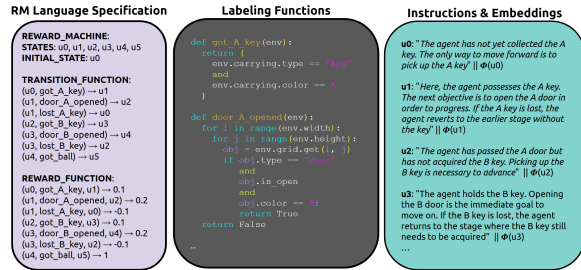 RM Language Specification
REWARD_MACHINE:
STATES: u0, u1, u2, u3, u4, u5
INITIAL_STATE: u0
TRANSITION_FUNCTION:
(u0, got_A_key) → u1
(u1, door_A_opened) → u2
(u1, lost_A_key) → u0
(u2, got_B_key) → u3
(u3, door_B_opened) → u4
(u3, lost_B_key) → u2
(u4, got_ball) → u5
REWARD_FUNCTION:
(u0, got_A_key, u1) → 0.1
(u1, door_A_opened, u2) → 0.2
(u1, lost_A_key, u0) → -0.1
(u2, got_B_key, u3) → 0.1
(u3, door_B_opened, u4) → 0.2
(u3, lost_B_key, u2) → -0.1
(u4, got_ball, u5) → 1
Labeling Functions
def got_A_key(env):
return (
env.carrying.type == "key"
and
env.carrying.color == A
)
def door_A_opened(env):
for i in range(env.width):
for j in range(env.height):
obj = env.grid.get(i, j)
if obj.type == "door"
and
obj.is_open
and
obj.color == A:
return True
return False
…
Instructions & Embeddings
u0: "The agent has not yet collected the A
key. The only way to move forward is to
pick up the A key" || Φ(u0)
u1: "Here, the agent possesses the A key.
The next objective is to open the A door
in order to progress. If the A key is lost,
the agent reverts to the earlier stage without
the key" || Φ(u1)
u2: "The agent has passed the A door but
has not acquired the B key. Picking up the
B key is necessary to advance" || Φ(u2)
u3: "The agent holds the B key. Opening
the B door is the immediate goal to
move on. If the B key is lost, the agent
returns to the stage where the B key still
needs to be acquired" || Φ(u3)
…